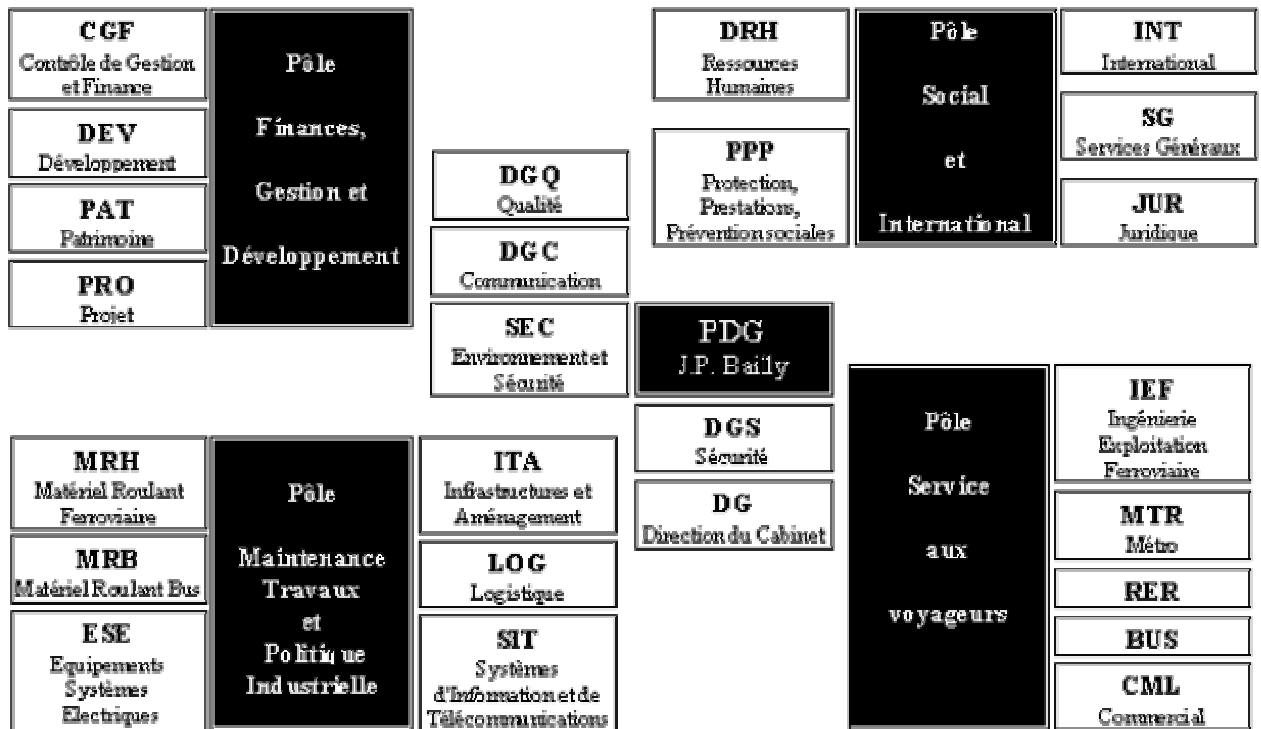 CGF
Contrôle de Gestion
et Finance
DEV
Développement
PAT
Patrimoine
PRO
Projet
Pôle
Finances,
Gestion et
Développement
DGQ
Qualité
DGC
Communication
SEC
Environnement et
Sécurité
PDG
J.P. Bailly
DGS
Sécurité
DG
Direction du Cabinet
DRH
Ressources
Humaines
PPP
Protection,
Prestations,
Prévention sociales
Pôle
Social
et
International
INT
International
SG
Services Généraux
JUR
Juridique
MRH
Matériel Roulant
Ferroviaire
MRB
Matériel Roulant Bus
ESE
Equipements
Systèmes
Electriques
Pôle
Maintenance
Travaux
et
Politique
Industrielle
ITA
Infrastructures et
Aménagement
LOG
Logistique
SIT
Systèmes
d'Information et de
Télécommunications
Pôle
Service
aux
voyageurs
IEF
Ingénierie
Exploitation
Ferroviaire
MTR
Métro
RER
BUS
CML
Commercial